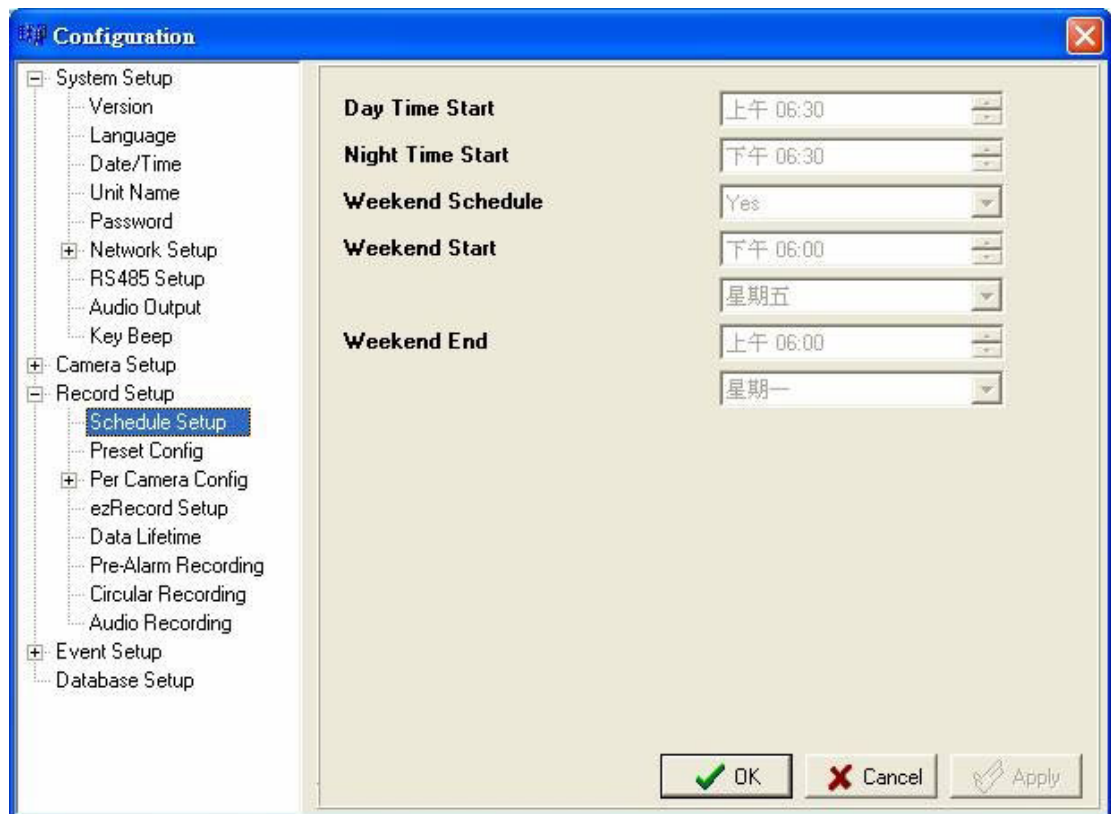 Configuration
System Setup
Version
Language
Date/Time
Unit Name
Password
Network Setup
RS485 Setup
Audio Output
Key Beep
Camera Setup
Record Setup
Schedule Setup
Preset Config
Per Camera Config
ezRecord Setup
Data Lifetime
Pre-Alarm Recording
Circular Recording
Audio Recording
Event Setup
Database Setup
Day Time Start 上午 06:30
Night Time Start 下午 06:30
Weekend Schedule Yes
Weekend Start 下午 06:00
星期五
Weekend End 上午 06:00
星期一
OK Cancel Apply